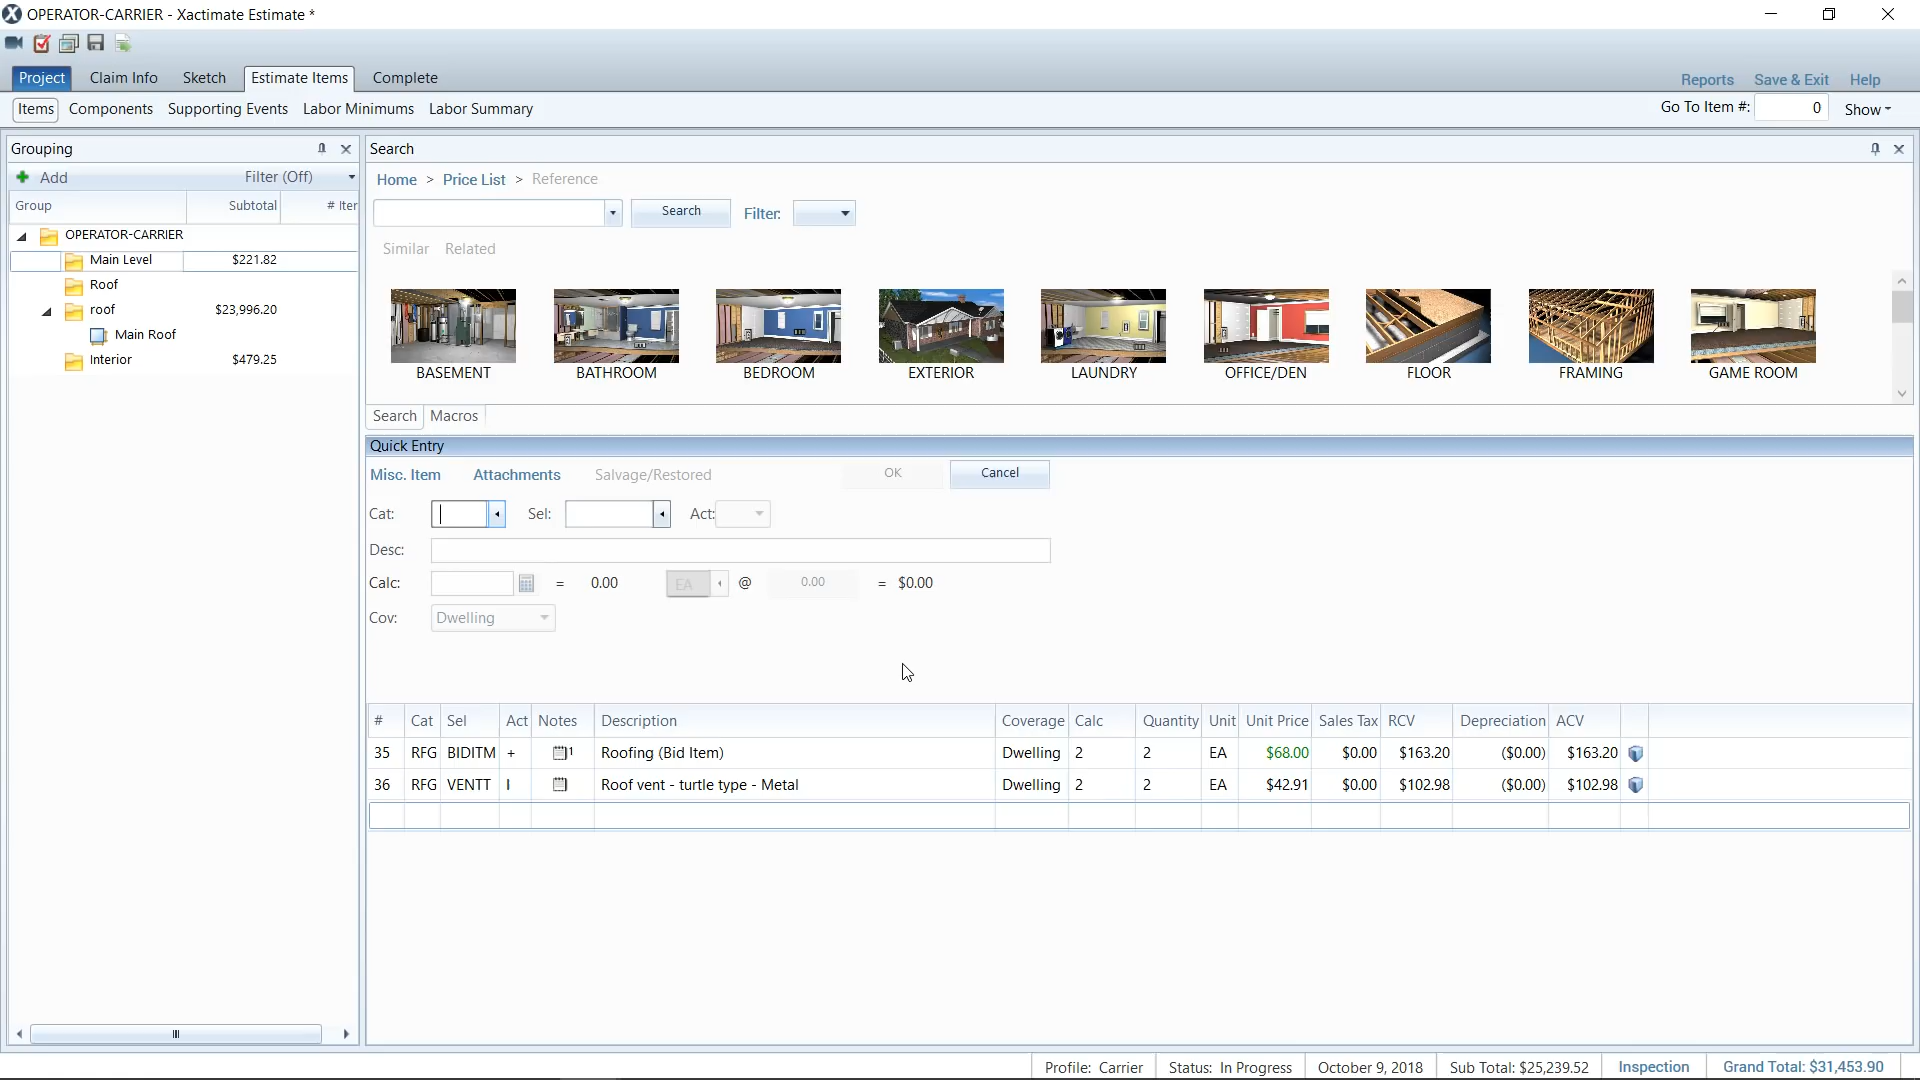 OPERATOR-CARRIER - Xactimate Estimate *
Project Claim Info Sketch Estimate Items Complete
Reports Save & Exit Help
Items Components Supporting Events Labor Minimums Labor Summary
Go To Item #: 0 Show
Grouping
Add Filter (Off)
Group Subtotal # Iter
OPERATOR-CARRIER
Main Level $221.82
Roof
roof $23,996.20
Main Roof
Interior $479.25
Search
Home > Price List > Reference
Search Filter:
Similar Related
BASEMENT BATHROOM BEDROOM EXTERIOR LAUNDRY OFFICE/DEN FLOOR FRAMING GAME ROOM
Search Macros
Quick Entry
Misc. Item Attachments Salvage/Restored OK Cancel
Cat: Sel: Act:
Desc:
Calc: = 0.00 EA @ 0.00 = $0.00
Cov: Dwelling
# Cat Sel Act Notes Description Coverage Calc Quantity Unit Unit Price Sales Tax RCV Depreciation ACV
35 RFG BIDITM + 1 Roofing (Bid Item) Dwelling 2 2 EA $68.00 $0.00 $163.20 ($0.00) $163.20
36 RFG VENTT I Roof vent - turtle type - Metal Dwelling 2 2 EA $42.91 $0.00 $102.98 ($0.00) $102.98
Profile: Carrier Status: In Progress October 9, 2018 Sub Total: $25,239.52 Inspection Grand Total: $31,453.90